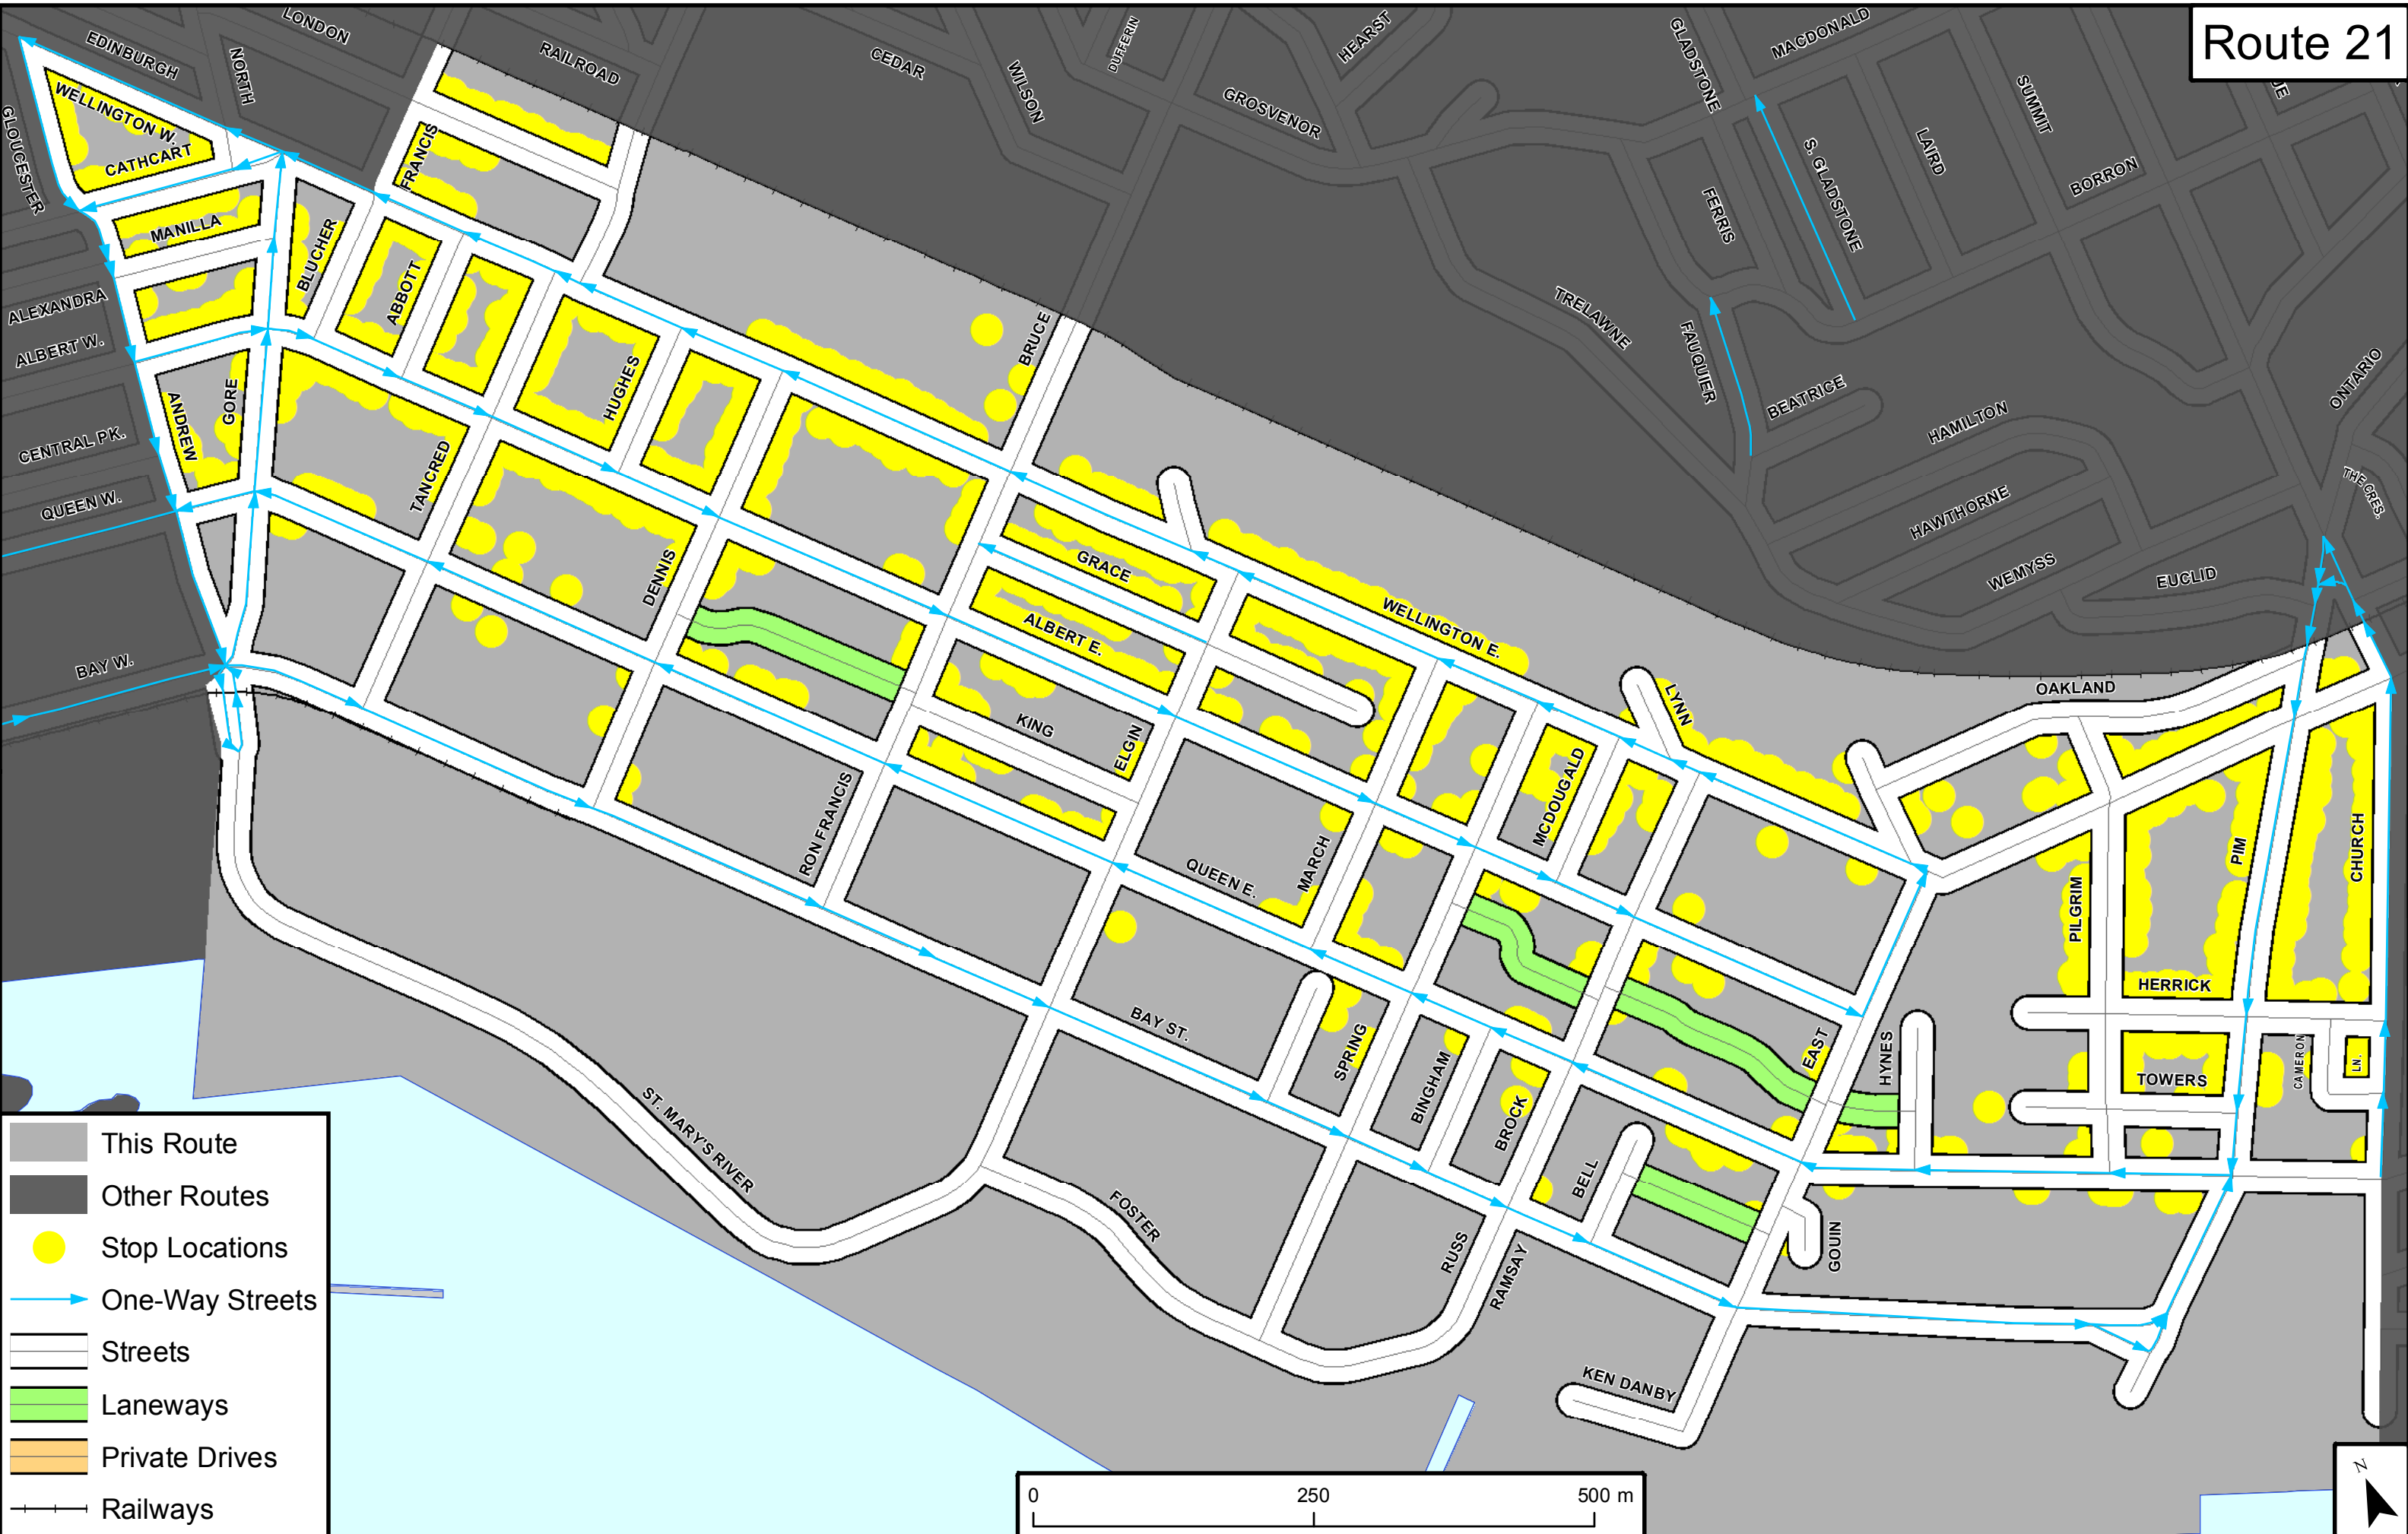 Route 21
LONDON
EDINBURGH
NORTH
RAILROAD
CEDAR
WILSON
DUFFERIN
HEARST
GROSVENOR
GLADSTONE
MACDONALD
SUMMIT
S. GLADSTONE
LAIRD
BORRON
FERRIS
GLOUCESTER
WELLINGTON W.
CATHCART
FRANCIS
MANILLA
BLUCHER
ABBOTT
ALEXANDRA
ALBERT W.
CENTRAL PK.
QUEEN W.
BAY W.
ANDREW
GORE
TANCRED
HUGHES
DENNIS
BRUCE
TRELAWNE
FAUQUIER
BEATRICE
HAMILTON
HAWTHORNE
WEMYSS
EUCLID
ONTARIO
THE CRES.
GRACE
ALBERT E.
WELLINGTON E.
KING
ELGIN
LYNN
OAKLAND
MCDOUGALD
RON FRANCIS
QUEEN E.
MARCH
PIM
CHURCH
PILGRIM
HERRICK
TOWERS
CAMERON
LN.
BAY ST.
SPRING
BINGHAM
BROCK
EAST
HYNES
BELL
GOUIN
ST. MARY'S RIVER
FOSTER
RUSS
RAMSAY
KEN DANBY
This Route
Other Routes
Stop Locations
One-Way Streets
Streets
Laneways
Private Drives
Railways
0 250 500 m
N